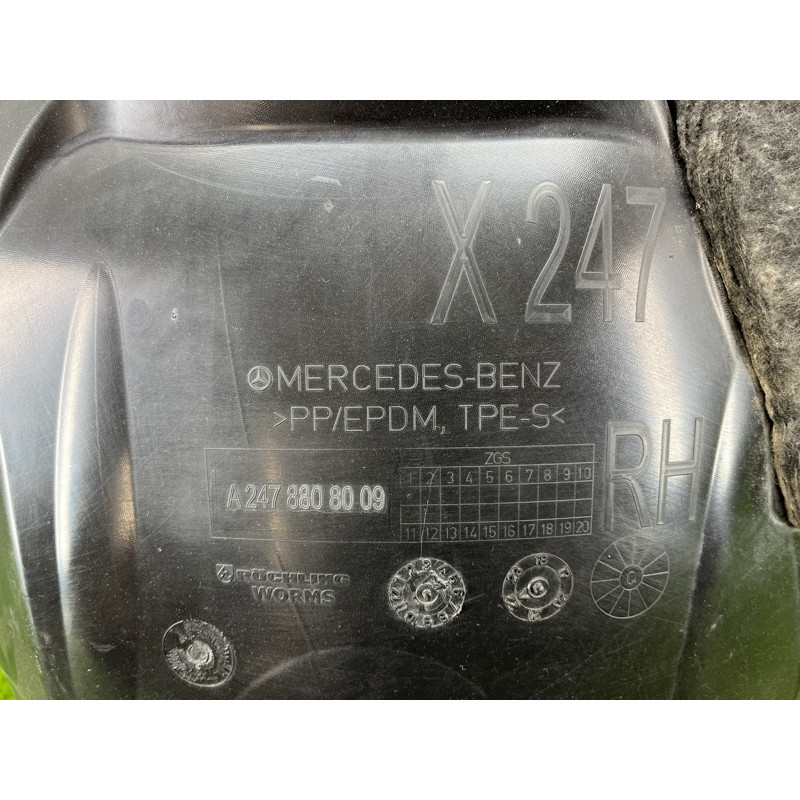 X 247
MERCEDES-BENZ
>PP/EPDM, TPE-S<
RH
ZGS
A 247 880 80 09
1 2 3 4 5 6 7 8 9 10
11 12 13 14 15 16 17 18 19 20
RÖCHLING
WORMS